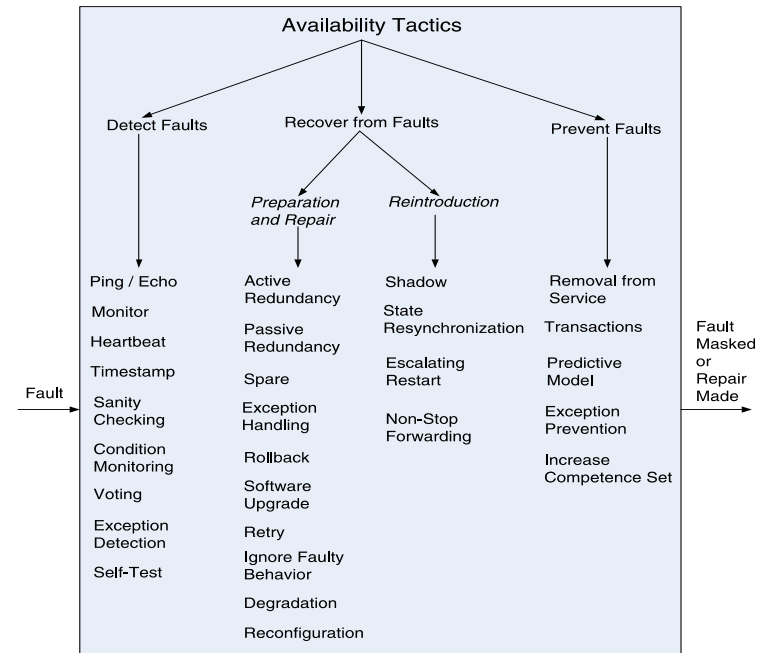 Availability Tactics
Detect Faults
Recover from Faults
Prevent Faults
Preparation
and Repair
Reintroduction
Ping / Echo
Monitor
Heartbeat
Timestamp
Sanity
Checking
Condition
Monitoring
Voting
Exception
Detection
Self-Test
Active
Redundancy
Passive
Redundancy
Spare
Exception
Handling
Rollback
Software
Upgrade
Retry
Ignore Faulty
Behavior
Degradation
Reconfiguration
Shadow
State
Resynchronization
Escalating
Restart
Non-Stop
Forwarding
Removal from
Service
Transactions
Predictive
Model
Exception
Prevention
Increase
Competence Set
Fault
Fault
Masked
or
Repair
Made